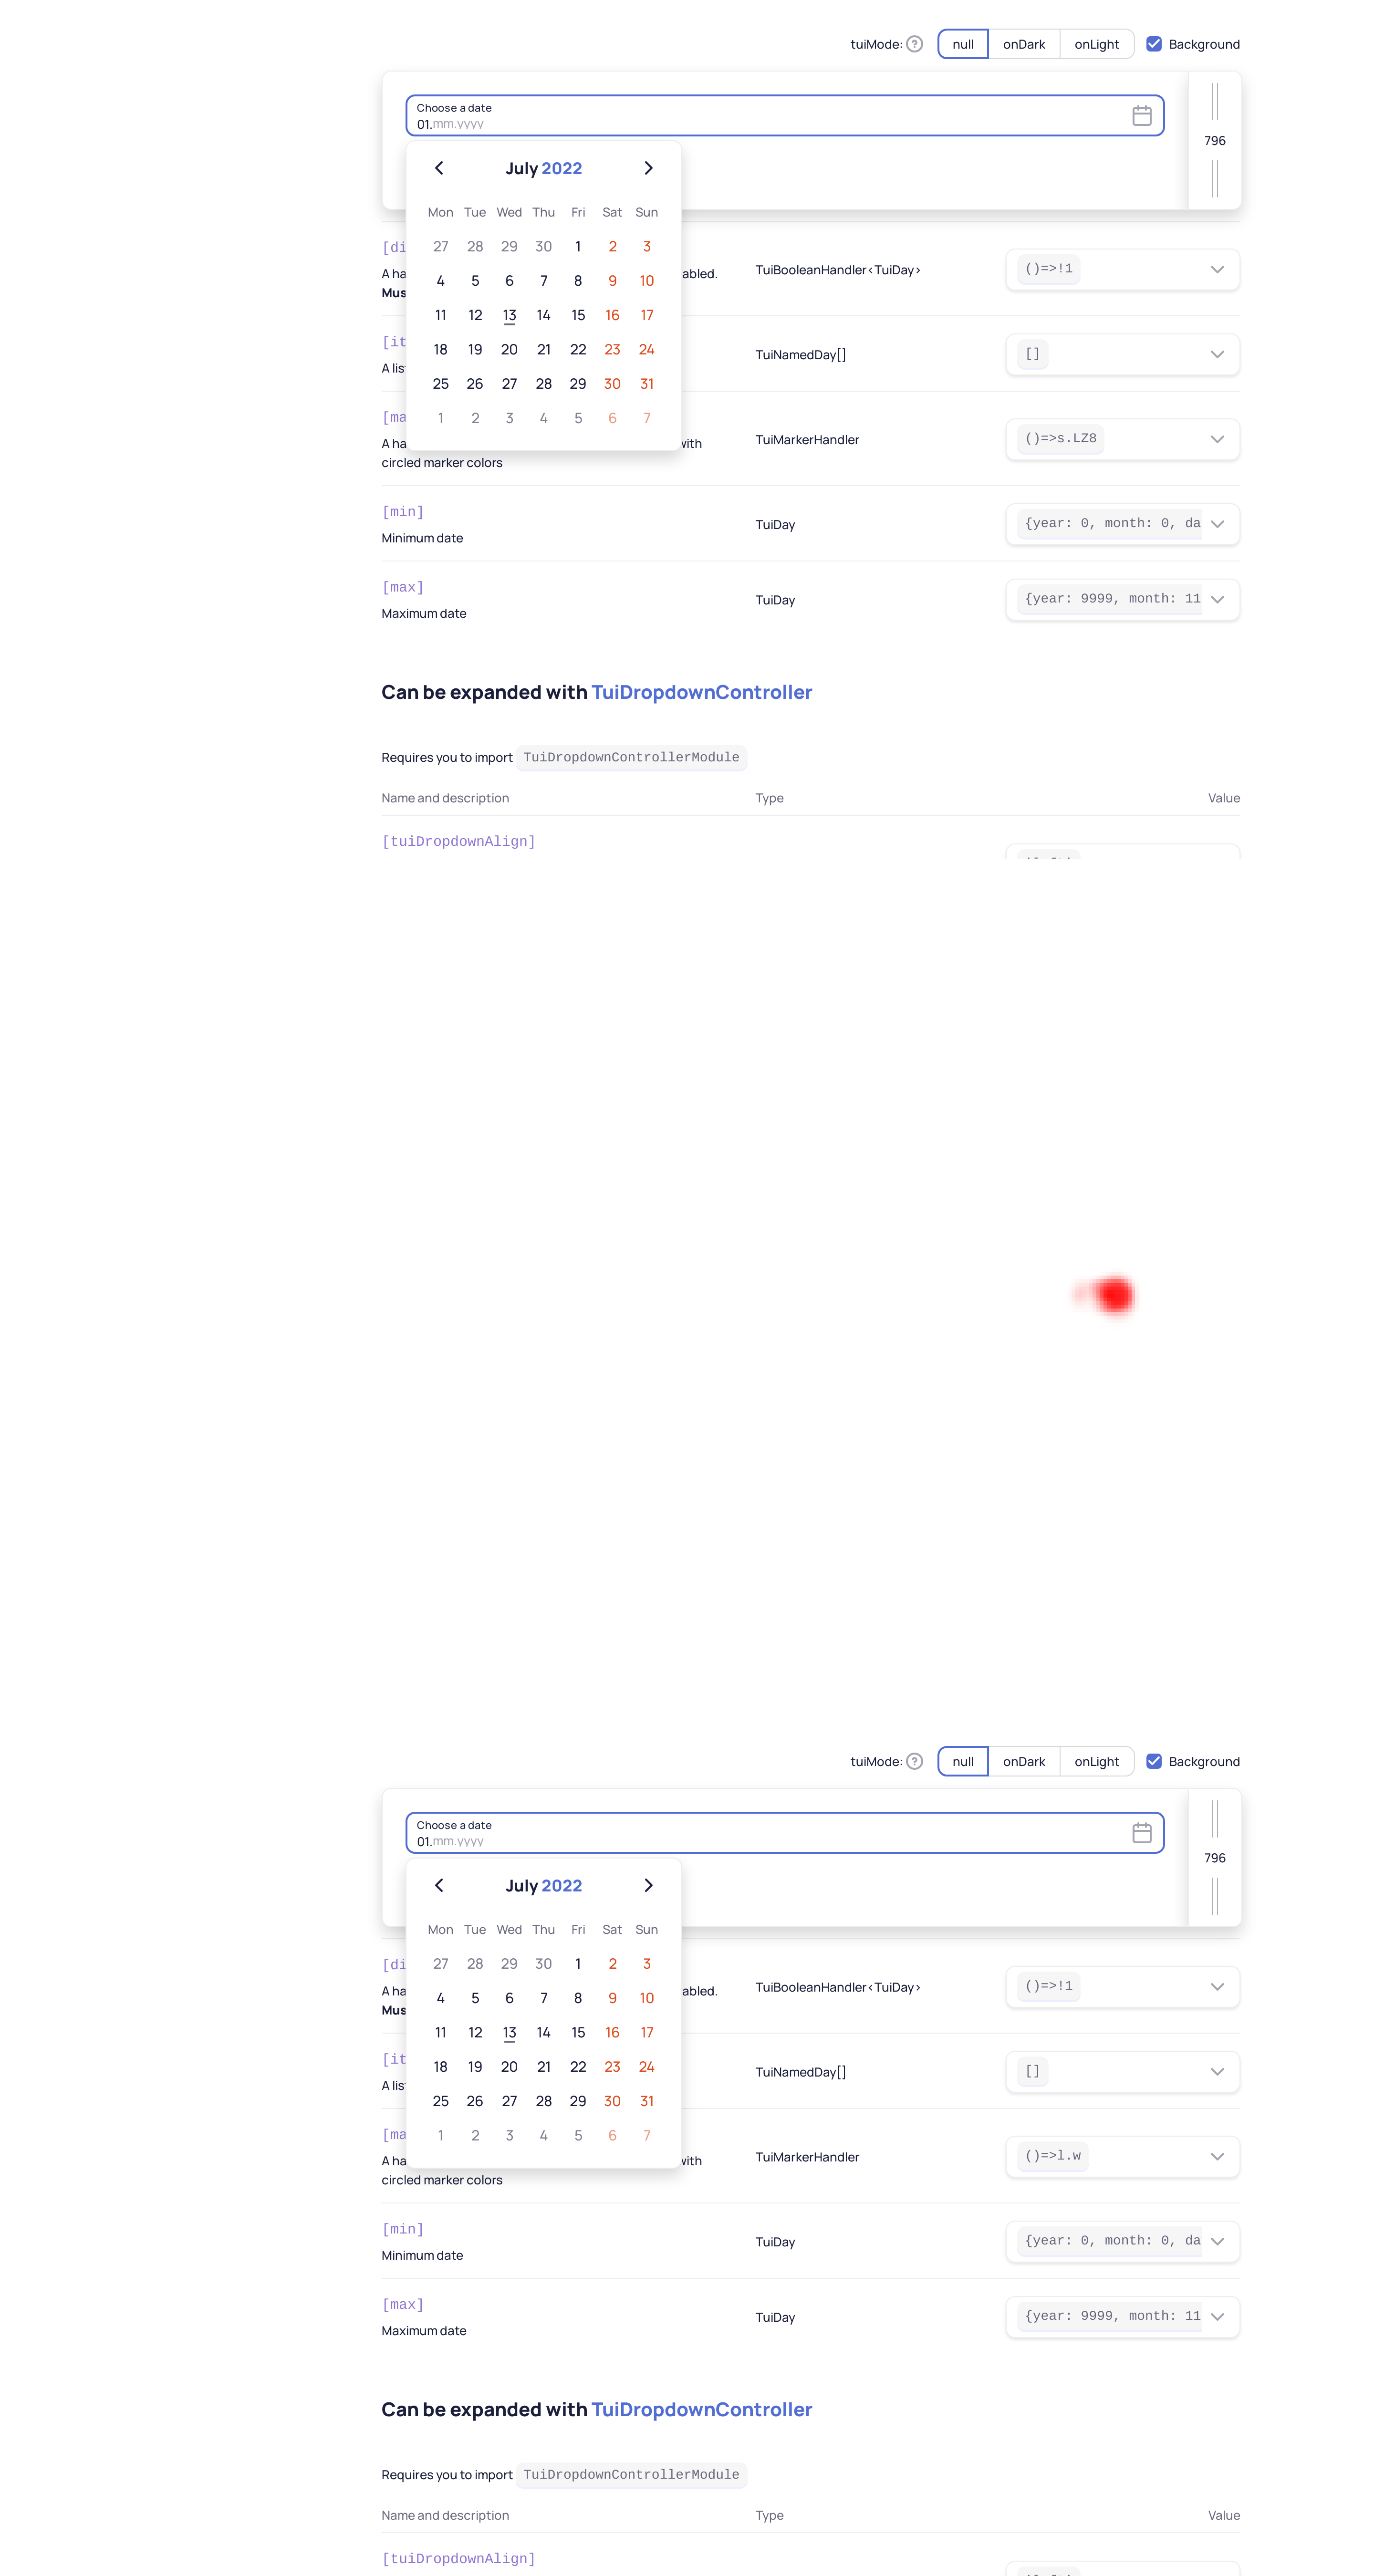 tuiMode: ? null onDark onLight Background
Choose a date
01.mm.yyyy
796
July 2022
Mon Tue Wed Thu Fri Sat Sun
27 28 29 30 1 2 3
4 5 6 7 8 9 10
11 12 13 14 15 16 17
18 19 20 21 22 23 24
25 26 27 28 29 30 31
1 2 3 4 5 6 7
[di
A ha abled.
Mus
TuiBooleanHandler<TuiDay>
()=>!1
[it
A lis
TuiNamedDay[]
[]
[ma
A ha with
circled marker colors
TuiMarkerHandler
()=>s.LZ8
[min]
Minimum date
TuiDay
{year: 0, month: 0, da
[max]
Maximum date
TuiDay
{year: 9999, month: 11
Can be expanded with TuiDropdownController
Requires you to import TuiDropdownControllerModule
Name and description Type Value
[tuiDropdownAlign]
tuiMode: ? null onDark onLight Background
Choose a date
01.mm.yyyy
796
July 2022
Mon Tue Wed Thu Fri Sat Sun
27 28 29 30 1 2 3
4 5 6 7 8 9 10
11 12 13 14 15 16 17
18 19 20 21 22 23 24
25 26 27 28 29 30 31
1 2 3 4 5 6 7
[di
A ha abled.
Mus
TuiBooleanHandler<TuiDay>
()=>!1
[it
A lis
TuiNamedDay[]
[]
[ma
A ha with
circled marker colors
TuiMarkerHandler
()=>l.w
[min]
Minimum date
TuiDay
{year: 0, month: 0, da
[max]
Maximum date
TuiDay
{year: 9999, month: 11
Can be expanded with TuiDropdownController
Requires you to import TuiDropdownControllerModule
Name and description Type Value
[tuiDropdownAlign]